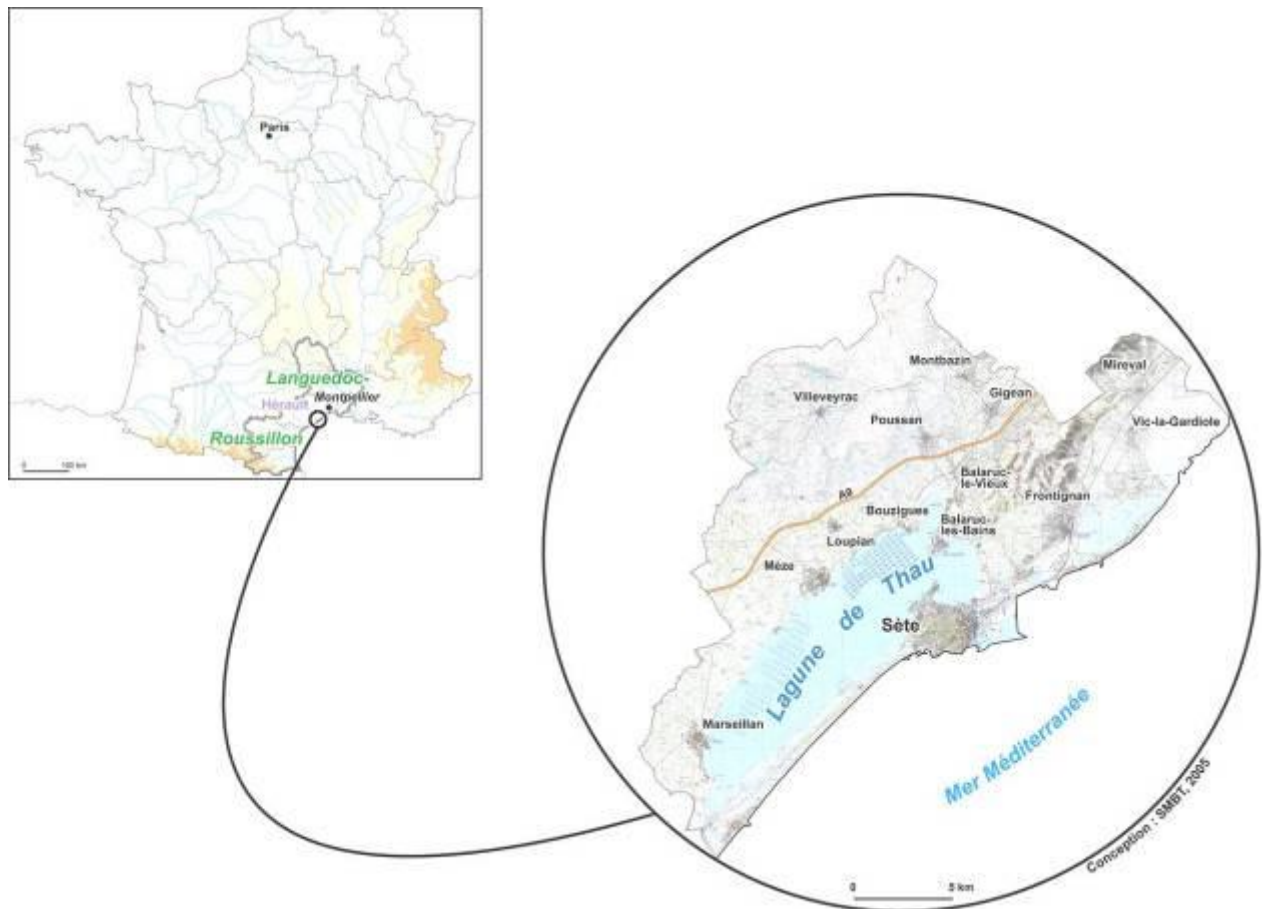 Paris
Languedoc-
Montpellier
Hérault
Roussillon
0 100 km
Montbazin
Mireval
Villeveyrac
Gigean
Poussan
Vic-la-Gardiole
Balaruc-
le-Vieux
A9
Frontignan
Bouzigues
Balaruc-
les-Bains
Loupian
Mèze
Lagune de Thau
Sète
Marseillan
Mer Méditerranée
Conception : SMBT, 2005
0 5 km